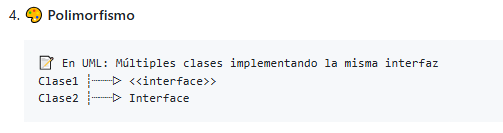 4. 🎨 Polimorfismo
📝 En UML: Múltiples clases implementando la misma interfaz
Clase1 ┊┈┈┈▷ <<interface>>
Clase2 ┊┈┈┈▷ Interface